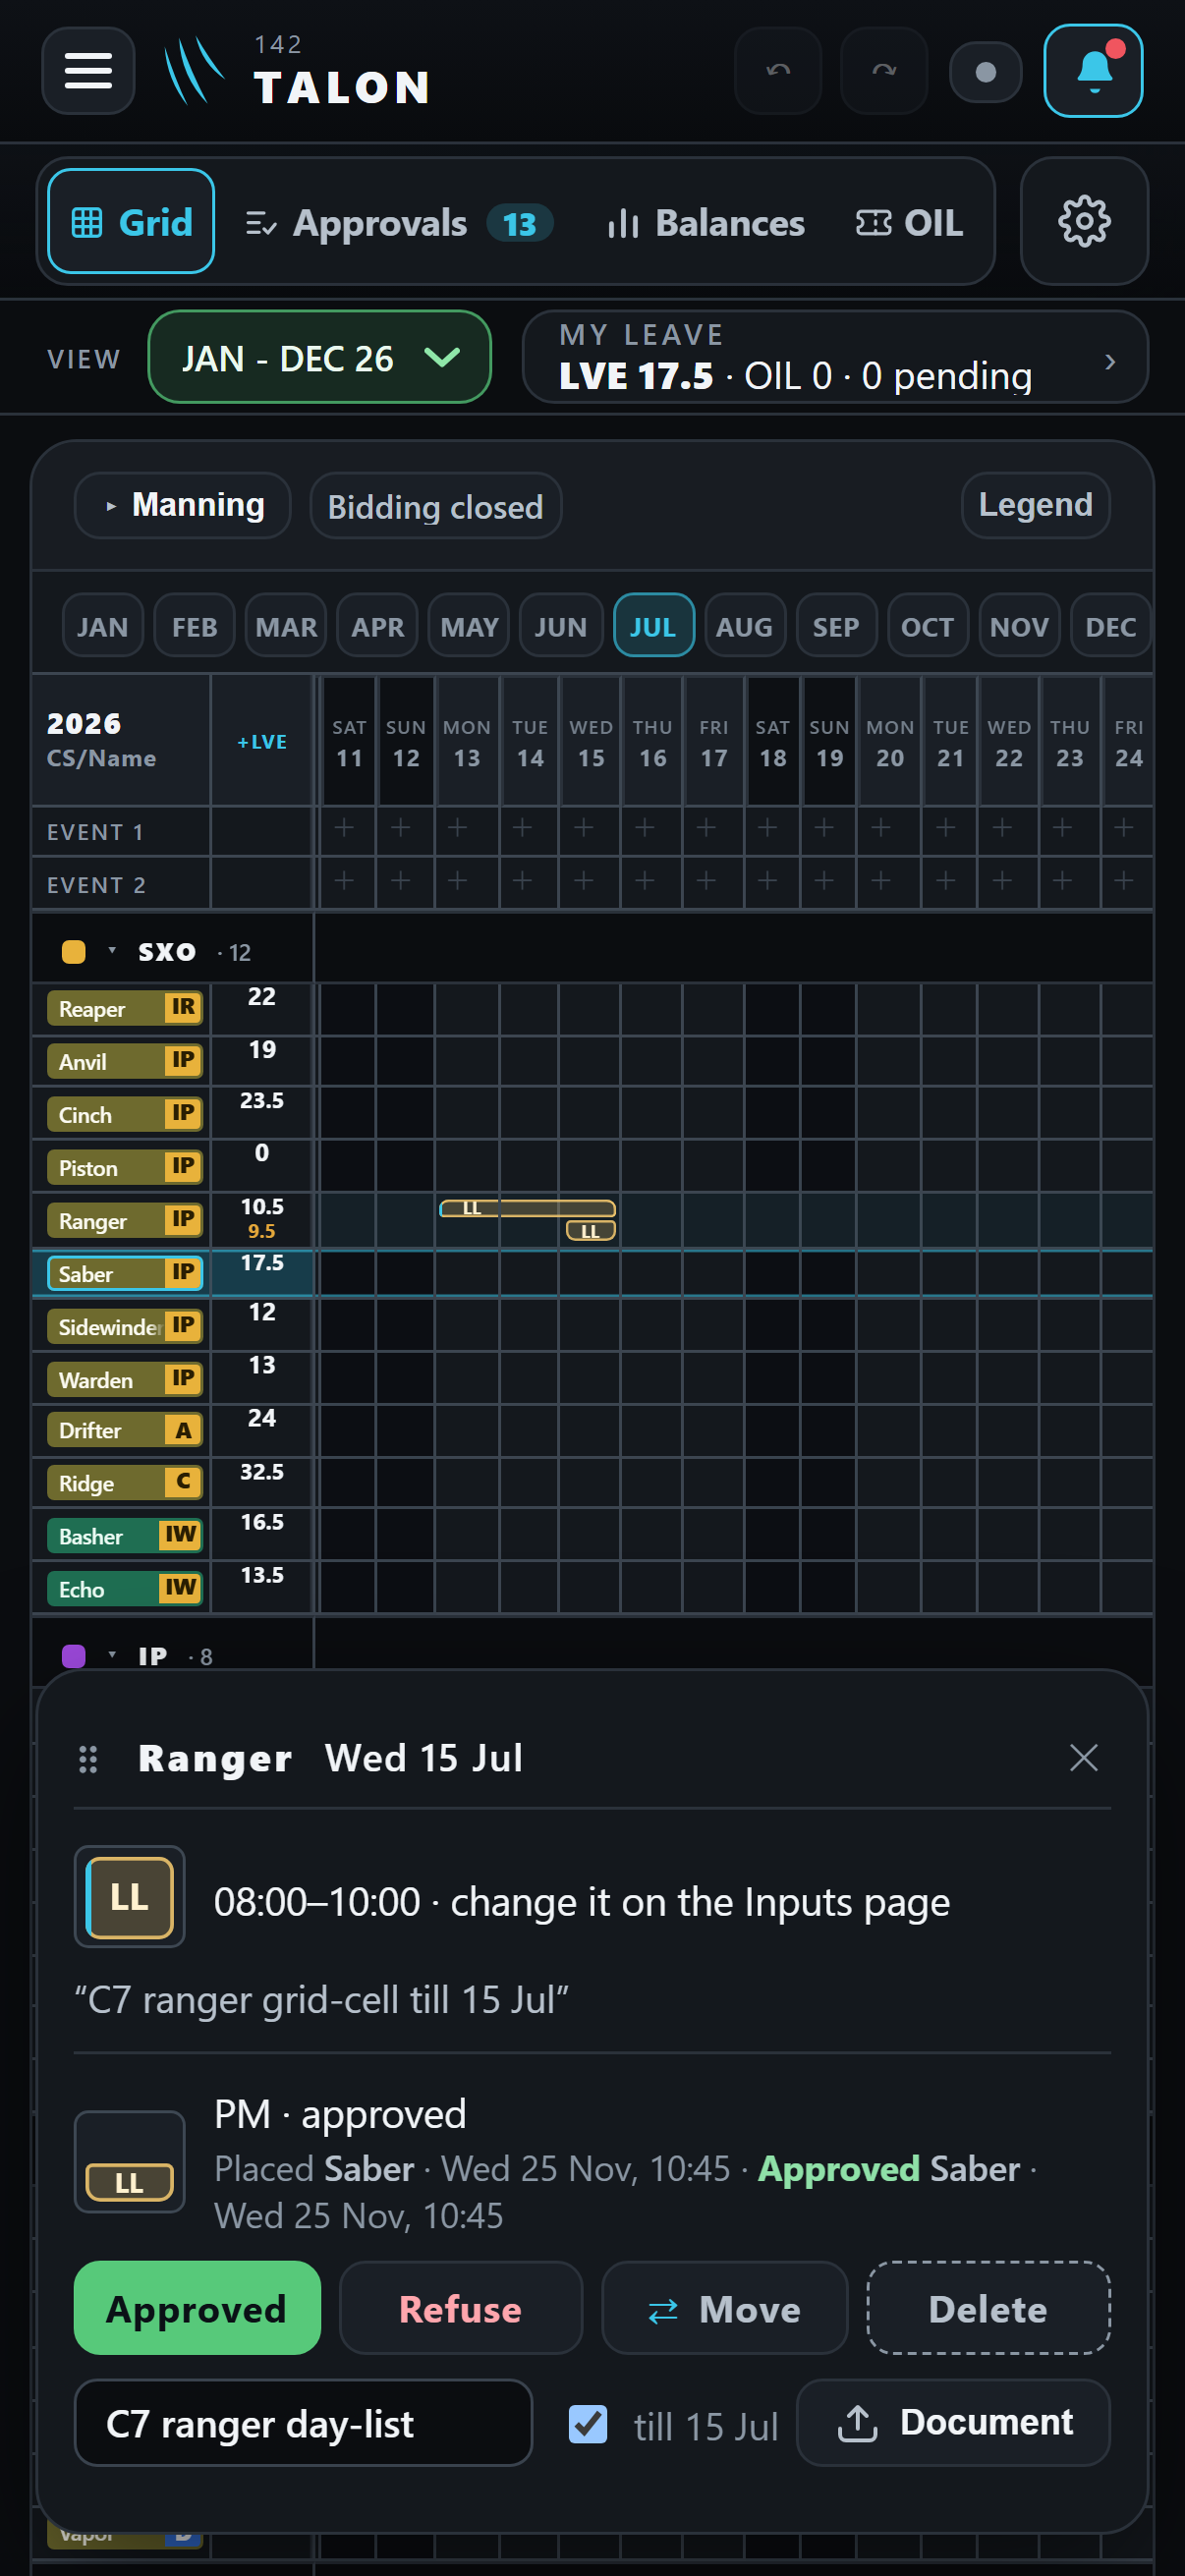 142
TALON
Grid
Approvals 13
Balances
OIL
VIEW
JAN - DEC 26
MY LEAVE
LVE 17.5 · OIL 0 · 0 pending
Manning
Bidding closed
Legend
JAN FEB MAR APR MAY JUN JUL AUG SEP OCT NOV DEC
2026
CS/Name
+LVE
SAT 11
SUN 12
MON 13
TUE 14
WED 15
THU 16
FRI 17
SAT 18
SUN 19
MON 20
TUE 21
WED 22
THU 23
FRI 24
EVENT 1
EVENT 2
SXO · 12
Reaper IR 22
Anvil IP 19
Cinch IP 23.5
Piston IP 0
Ranger IP 10.5 LL
9.5 LL
Saber IP 17.5
Sidewinder IP 12
Warden IP 13
Drifter A 24
Ridge C 32.5
Basher IW 16.5
Echo IW 13.5
IP · 8
Ranger Wed 15 Jul
LL 08:00–10:00 · change it on the Inputs page
“C7 ranger grid-cell till 15 Jul”
PM · approved
LL
Placed Saber · Wed 25 Nov, 10:45 · Approved Saber ·
Wed 25 Nov, 10:45
Approved
Refuse
Move
Delete
C7 ranger day-list
till 15 Jul
Document